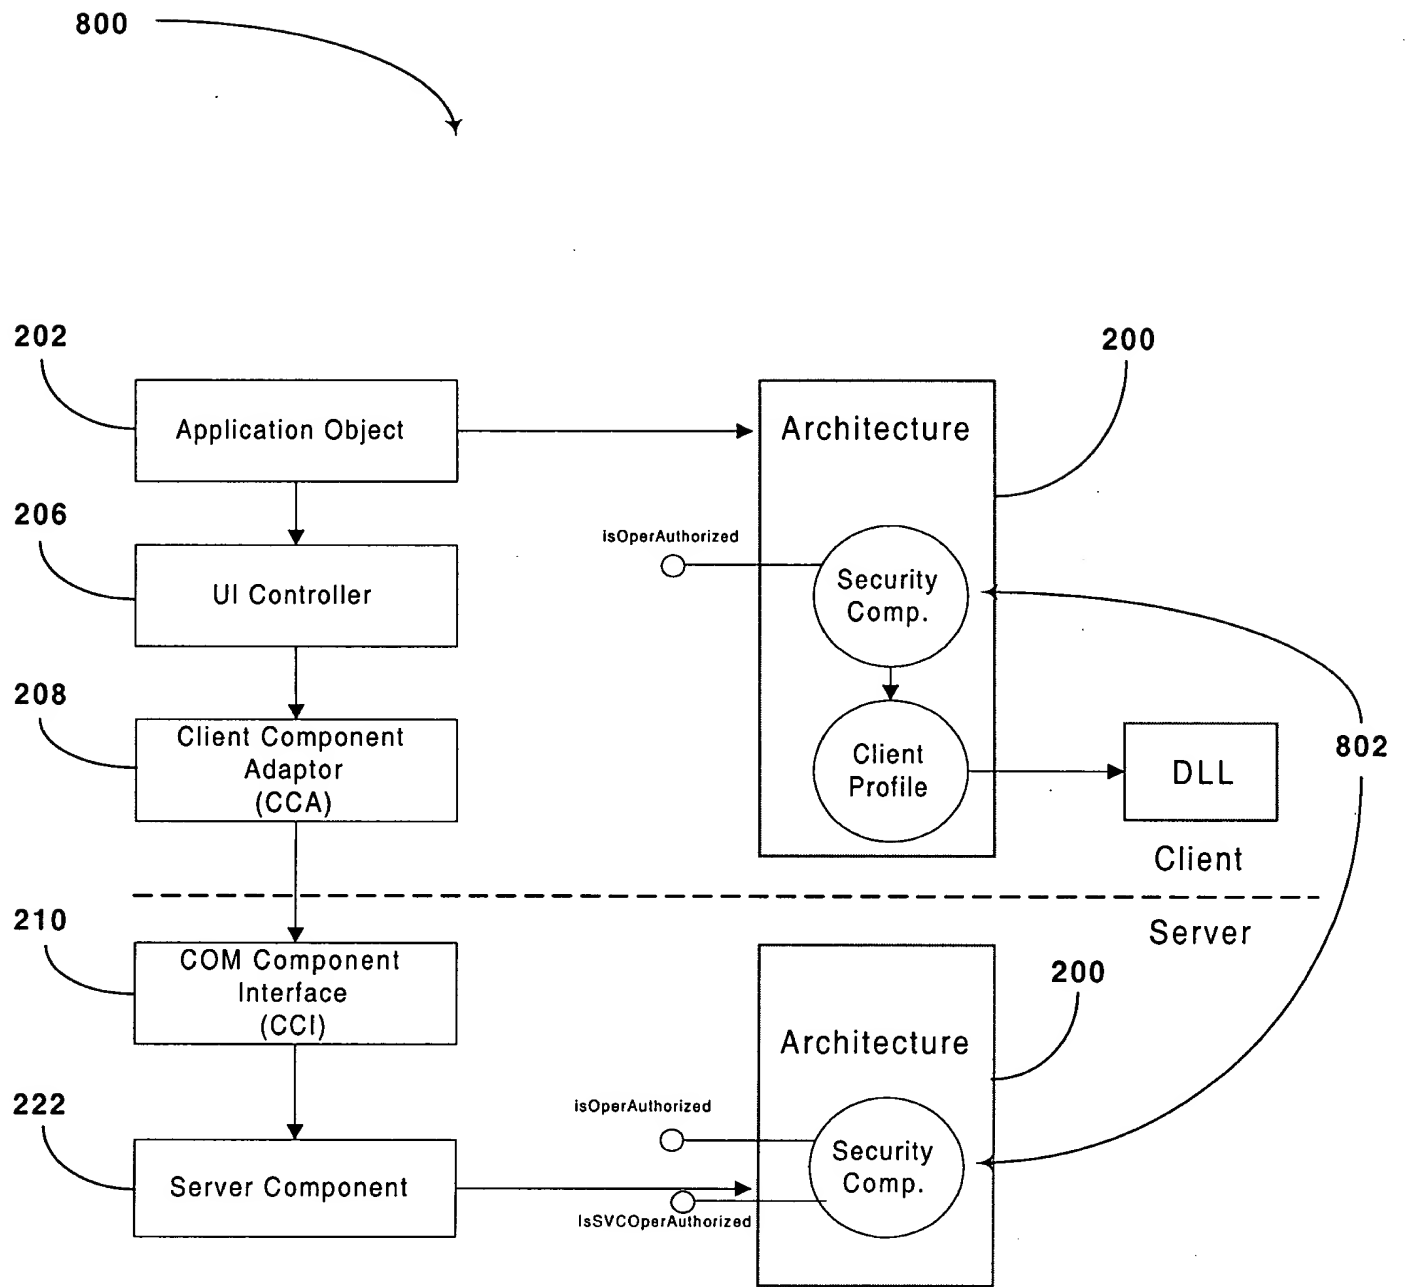 800
202
200
Application Object
Architecture
206
isOperAuthorized
UI Controller
Security
Comp.
208
Client Component
Adaptor
(CCA)
Client
Profile
DLL
802
Client
210
Server
COM Component
Interface
(CCI)
200
Architecture
222
isOperAuthorized
Server Component
Security
Comp.
IsSVCOperAuthorized